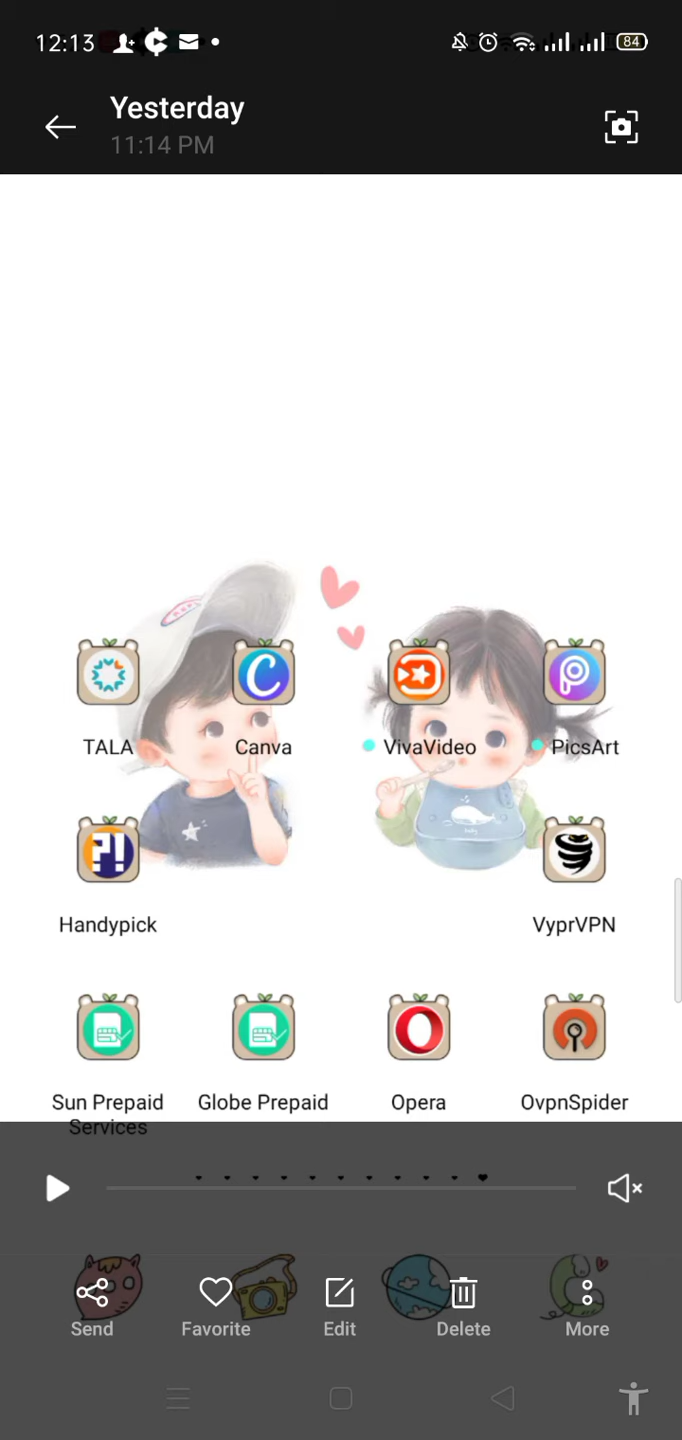 12:13
84
Yesterday
11:14 PM
TALA
Canva
VivaVideo
PicsArt
Handypick
VyprVPN
Sun Prepaid
Services
Globe Prepaid
Opera
OvpnSpider
Send
Favorite
Edit
Delete
More